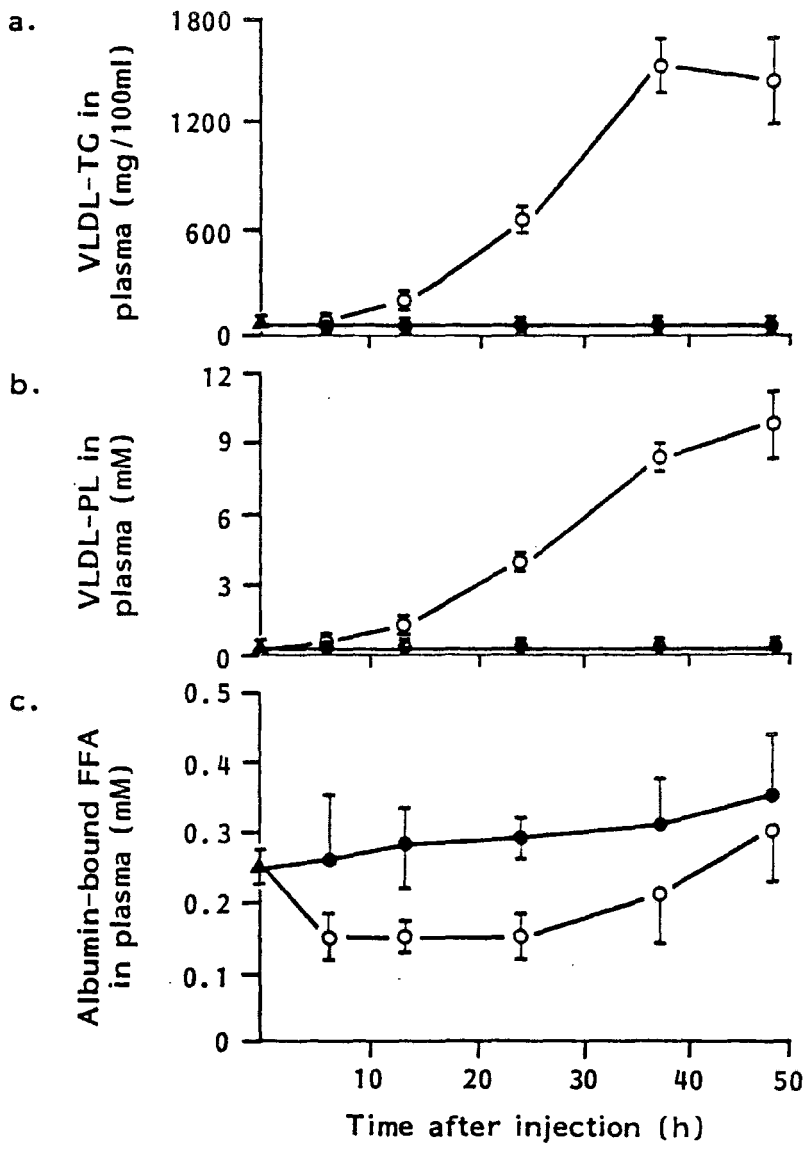 a.
VLDL-TG in
plasma (mg/100ml)
1800
1200
600
0
b.
VLDL-PL in
plasma (mM)
12
9
6
3
0
c.
Albumin-bound FFA
in plasma (mM)
0.5
0.4
0.3
0.2
0.1
0
10 20 30 40 50
Time after injection (h)